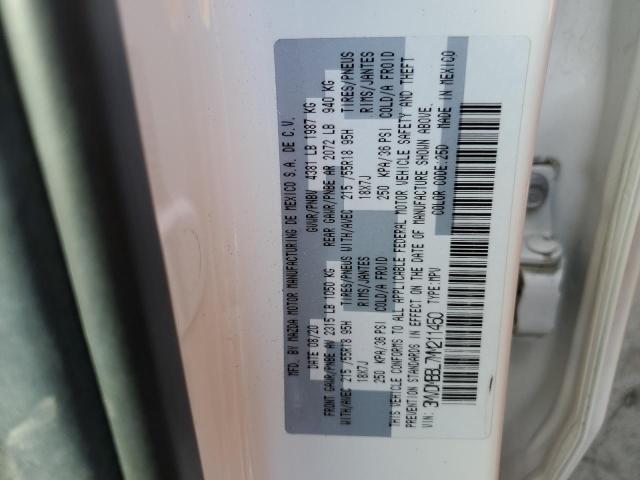 MFD. BY MAZDA MOTOR MANUFACTURING DE MEXICO S.A. DE C.V.
DATE 08/20 GVWR/PNBV 4381 LB 1987 KG
FRONT GAWR/PNBE AV 2315 LB 1050 KG REAR GAWR/PNBE AR 2072 LB 940 KG
WITH/AVEC 215 /55R18 95H TIRES/PNEUS WITH/AVEC 215 /55R18 95H TIRES/PNEUS
18X7J RIMS/JANTES 18X7J RIMS/JANTES
250 KPA/36 PSI COLD/A FROID 250 KPA/36 PSI COLD/A FROID
THIS VEHICLE CONFORMS TO ALL APPLICABLE FEDERAL MOTOR VEHICLE SAFETY AND THEFT
PREVENTION STANDARDS IN EFFECT ON THE DATE OF MANUFACTURE SHOWN ABOVE.
VIN: 3MVDMBBL7MM211450 TYPE:MPV COLOR CODE:25D MADE IN MEXICO